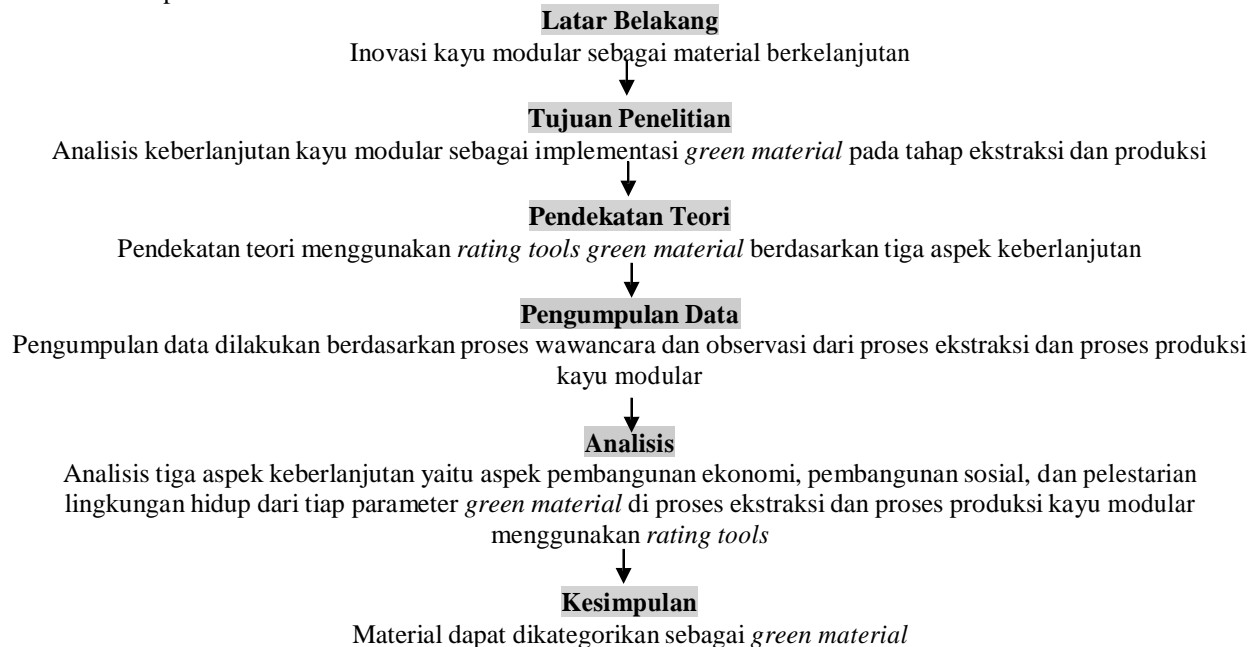 Latar Belakang
Inovasi kayu modular sebagai material berkelanjutan
Tujuan Penelitian
Analisis keberlanjutan kayu modular sebagai implementasi green material pada tahap ekstraksi dan produksi
Pendekatan Teori
Pendekatan teori menggunakan rating tools green material berdasarkan tiga aspek keberlanjutan
Pengumpulan Data
Pengumpulan data dilakukan berdasarkan proses wawancara dan observasi dari proses ekstraksi dan proses produksi
kayu modular
Analisis
Analisis tiga aspek keberlanjutan yaitu aspek pembangunan ekonomi, pembangunan sosial, dan pelestarian
lingkungan hidup dari tiap parameter green material di proses ekstraksi dan proses produksi kayu modular
menggunakan rating tools
Kesimpulan
Material dapat dikategorikan sebagai green material